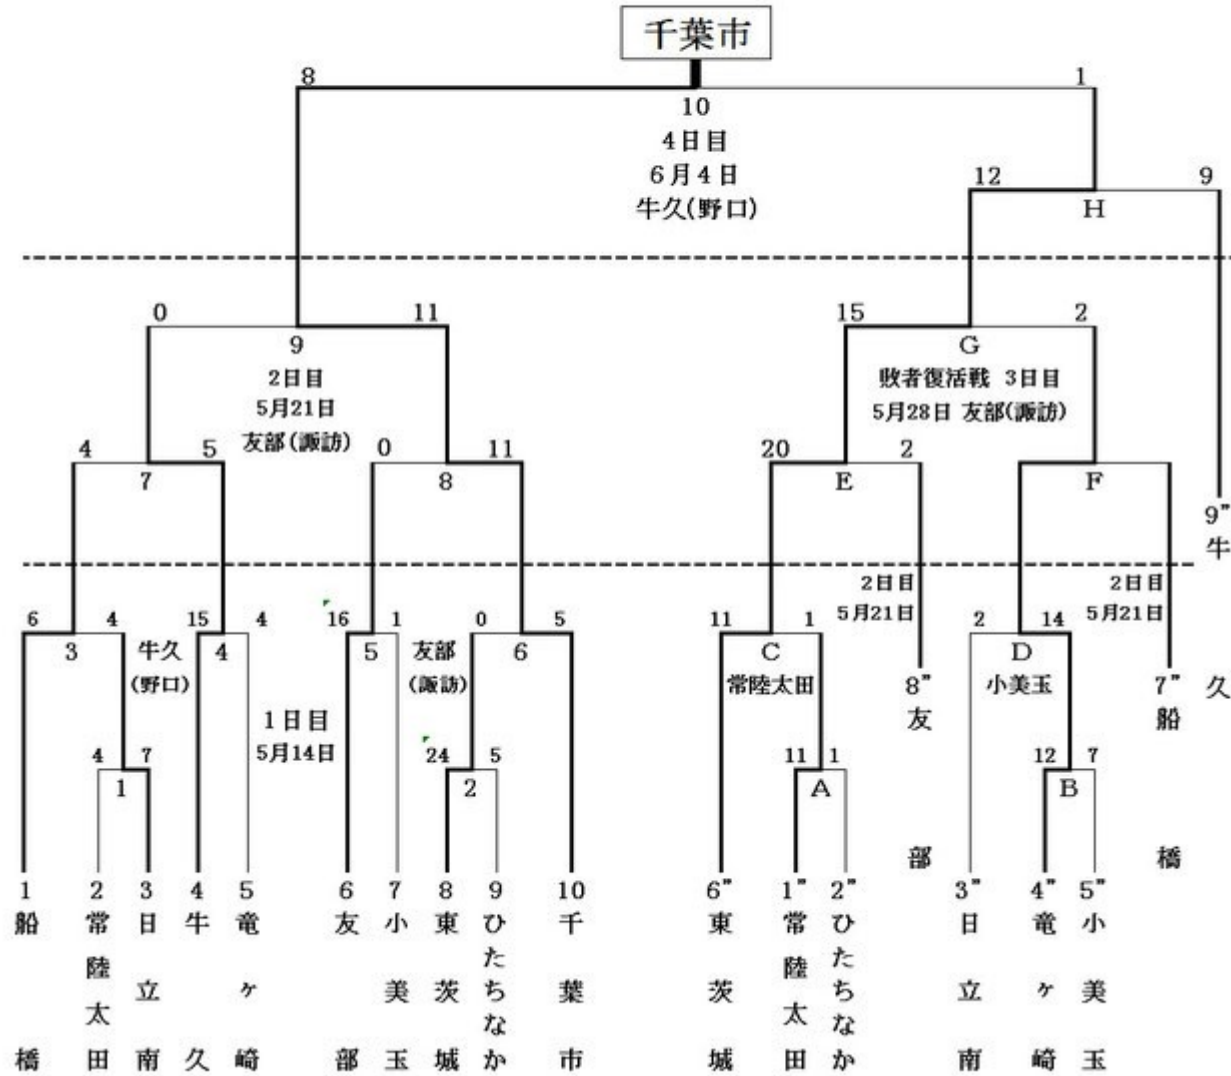 千葉市
8 1
10
4日目
6月4日
牛久(野口)
12 9
H
0 11 15 2
9 G
2日目 敗者復活戦 3日目
5月21日 5月28日 友部(諏訪)
友部(諏訪)
4 5 0 11 20 2
7 8 E F
9”牛久
2日目 2日目
5月21日 5月21日
6 4 15 4 16 1 0 5 11 1 2 14
3 牛久 4 5 友部 6 C D
(野口) (諏訪) 常陸太田 小美玉
8”友部
7”船橋
1日目
5月14日
4 7 24 5 11 1 12 7
1 2 A B
1 2 3 4 5 6 7 8 9 10 6” 1” 2” 3” 4” 5”
船橋
常陸太田
日立南
牛久
竜ヶ崎
友部
小美玉
東茨城
ひたちなか
千葉市
東茨城
常陸太田
ひたちなか
日立南
竜ヶ崎
小美玉